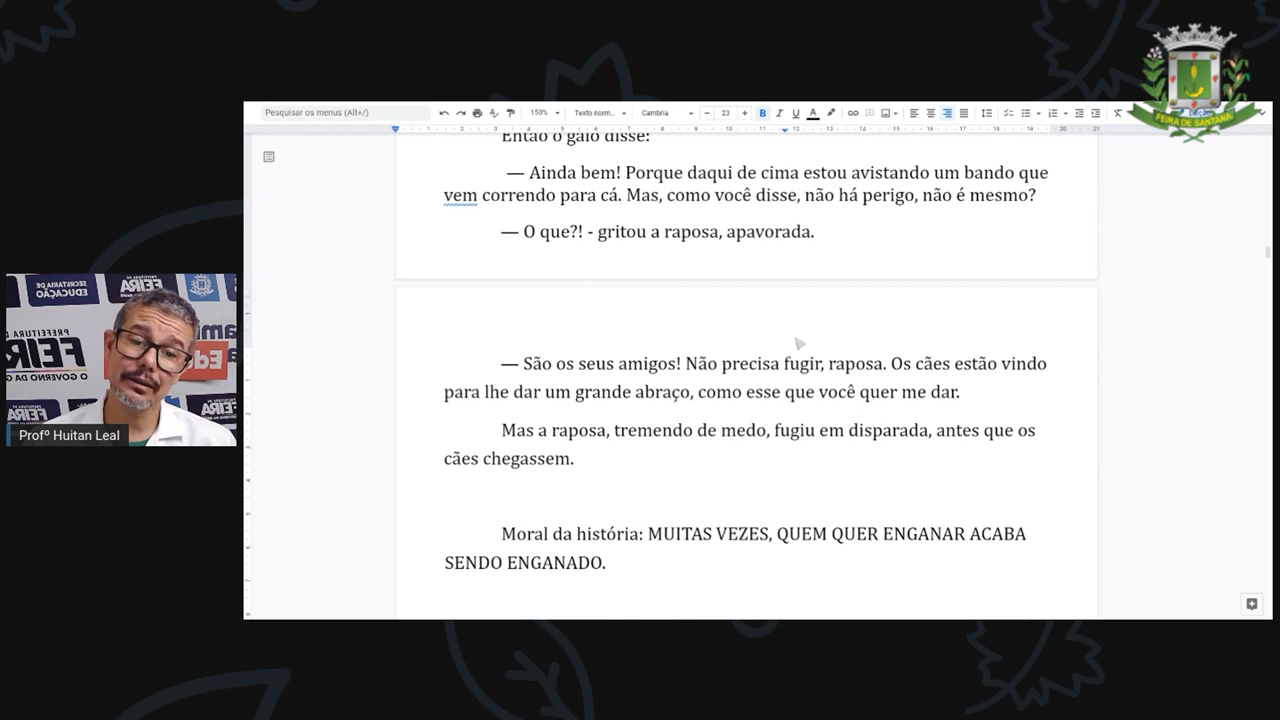 Pesquisar os menus (Alt+/)
150%
Texto norm...
Cambria
23
FEIRA DE SANTANA
Então o galo disse:
— Ainda bem! Porque daqui de cima estou avistando um bando que
vem correndo para cá. Mas, como você disse, não há perigo, não é mesmo?
— O que?! - gritou a raposa, apavorada.
— São os seus amigos! Não precisa fugir, raposa. Os cães estão vindo
para lhe dar um grande abraço, como esse que você quer me dar.
Mas a raposa, tremendo de medo, fugiu em disparada, antes que os
cães chegassem.
Moral da história: MUITAS VEZES, QUEM QUER ENGANAR ACABA
SENDO ENGANADO.
SECRETARIA DE
EDUCAÇÃO
PREFEITURA
FEIRA
Profº Huitan Leal